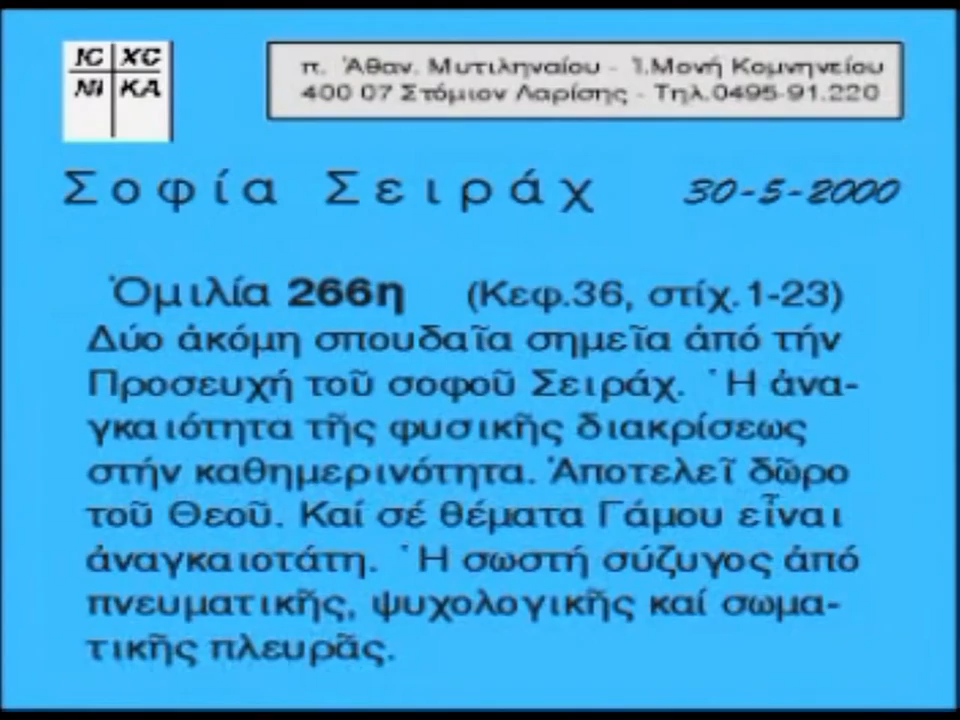 IC XC
NI KA
π. Ἀθαν. Μυτιληναίου - Ἱ.Μονή Κομνηνείου
400 07 Στόμιον Λαρίσης - Τηλ.0495-91.220
Σοφία Σειράχ 30-5-2000
Ὁμιλία 266η (Κεφ.36, στίχ.1-23)
Δύο ἀκόμη σπουδαῖα σημεῖα ἀπό τήν
Προσευχή τοῦ σοφοῦ Σειράχ. Ἡ ἀνα-
γκαιότητα τῆς φυσικῆς διακρίσεως
στήν καθημερινότητα. Ἀποτελεῖ δῶρο
τοῦ Θεοῦ. Καί σέ θέματα Γάμου εἶναι
ἀναγκαιοτάτη. Ἡ σωστή σύζυγος ἀπό
πνευματικῆς, ψυχολογικῆς καί σωμα-
τικῆς πλευρᾶς.